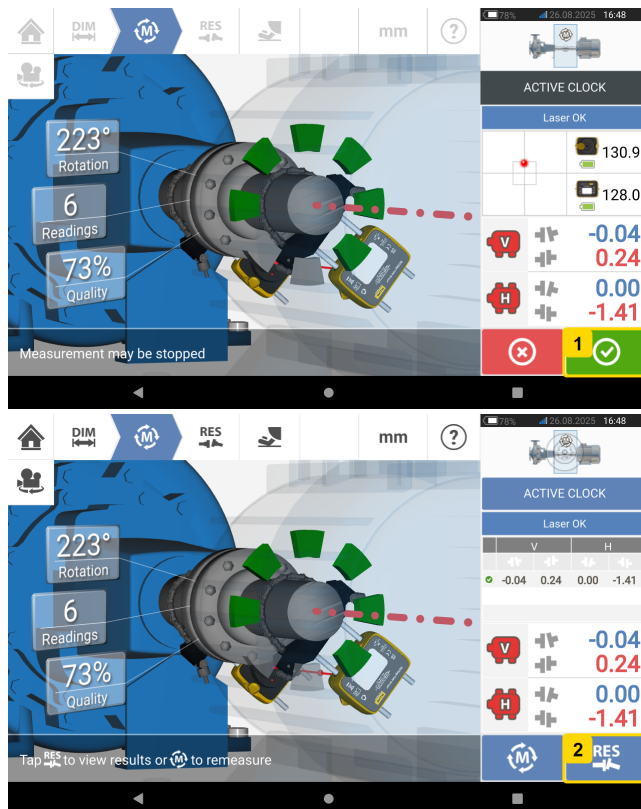 78% 26.08.2025 16:48
DIM M RES mm ?
ACTIVE CLOCK
Laser OK
223°
Rotation
130.9
6
Readings
128.0
73%
Quality
V -0.04
0.24
H 0.00
-1.41
Measurement may be stopped
1
78% 26.08.2025 16:48
DIM M RES mm ?
ACTIVE CLOCK
Laser OK
V H
-0.04 0.24 0.00 -1.41
223°
Rotation
6
Readings
73%
Quality
V -0.04
0.24
H 0.00
-1.41
Tap RES to view results or M to remeasure
M 2 RES